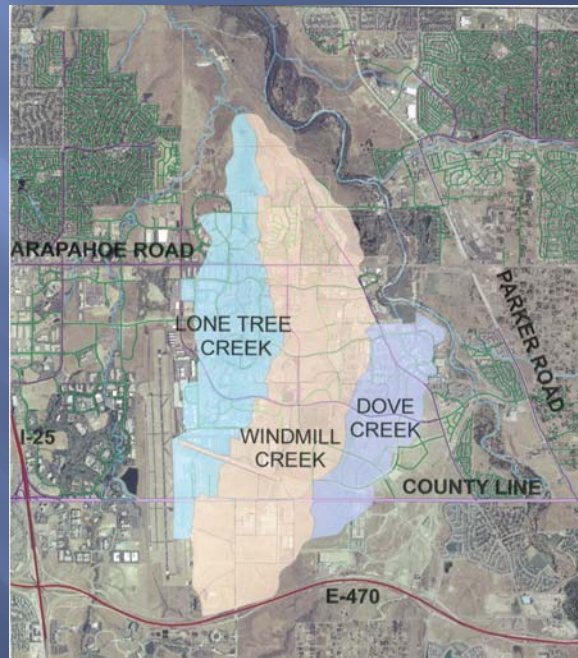 ARAPAHOE ROAD
PARKER ROAD
LONE TREE
CREEK
DOVE
CREEK
I-25
WINDMILL
CREEK
COUNTY LINE
E-470